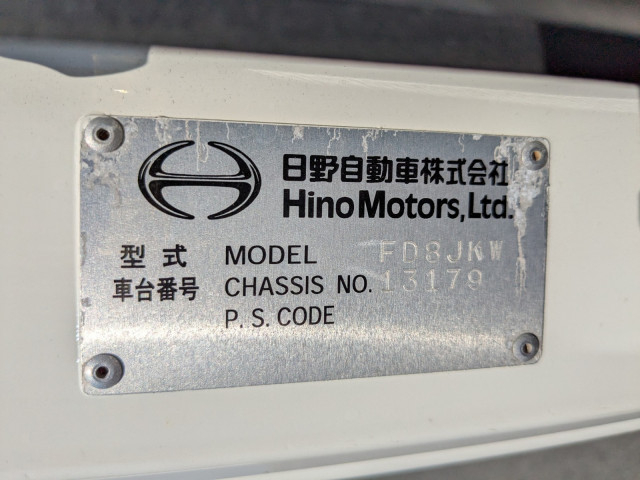 日野自動車株式会社
Hino Motors, Ltd.
型式 MODEL FD8JKW
車台番号 CHASSIS NO. 13179
P. S. CODE